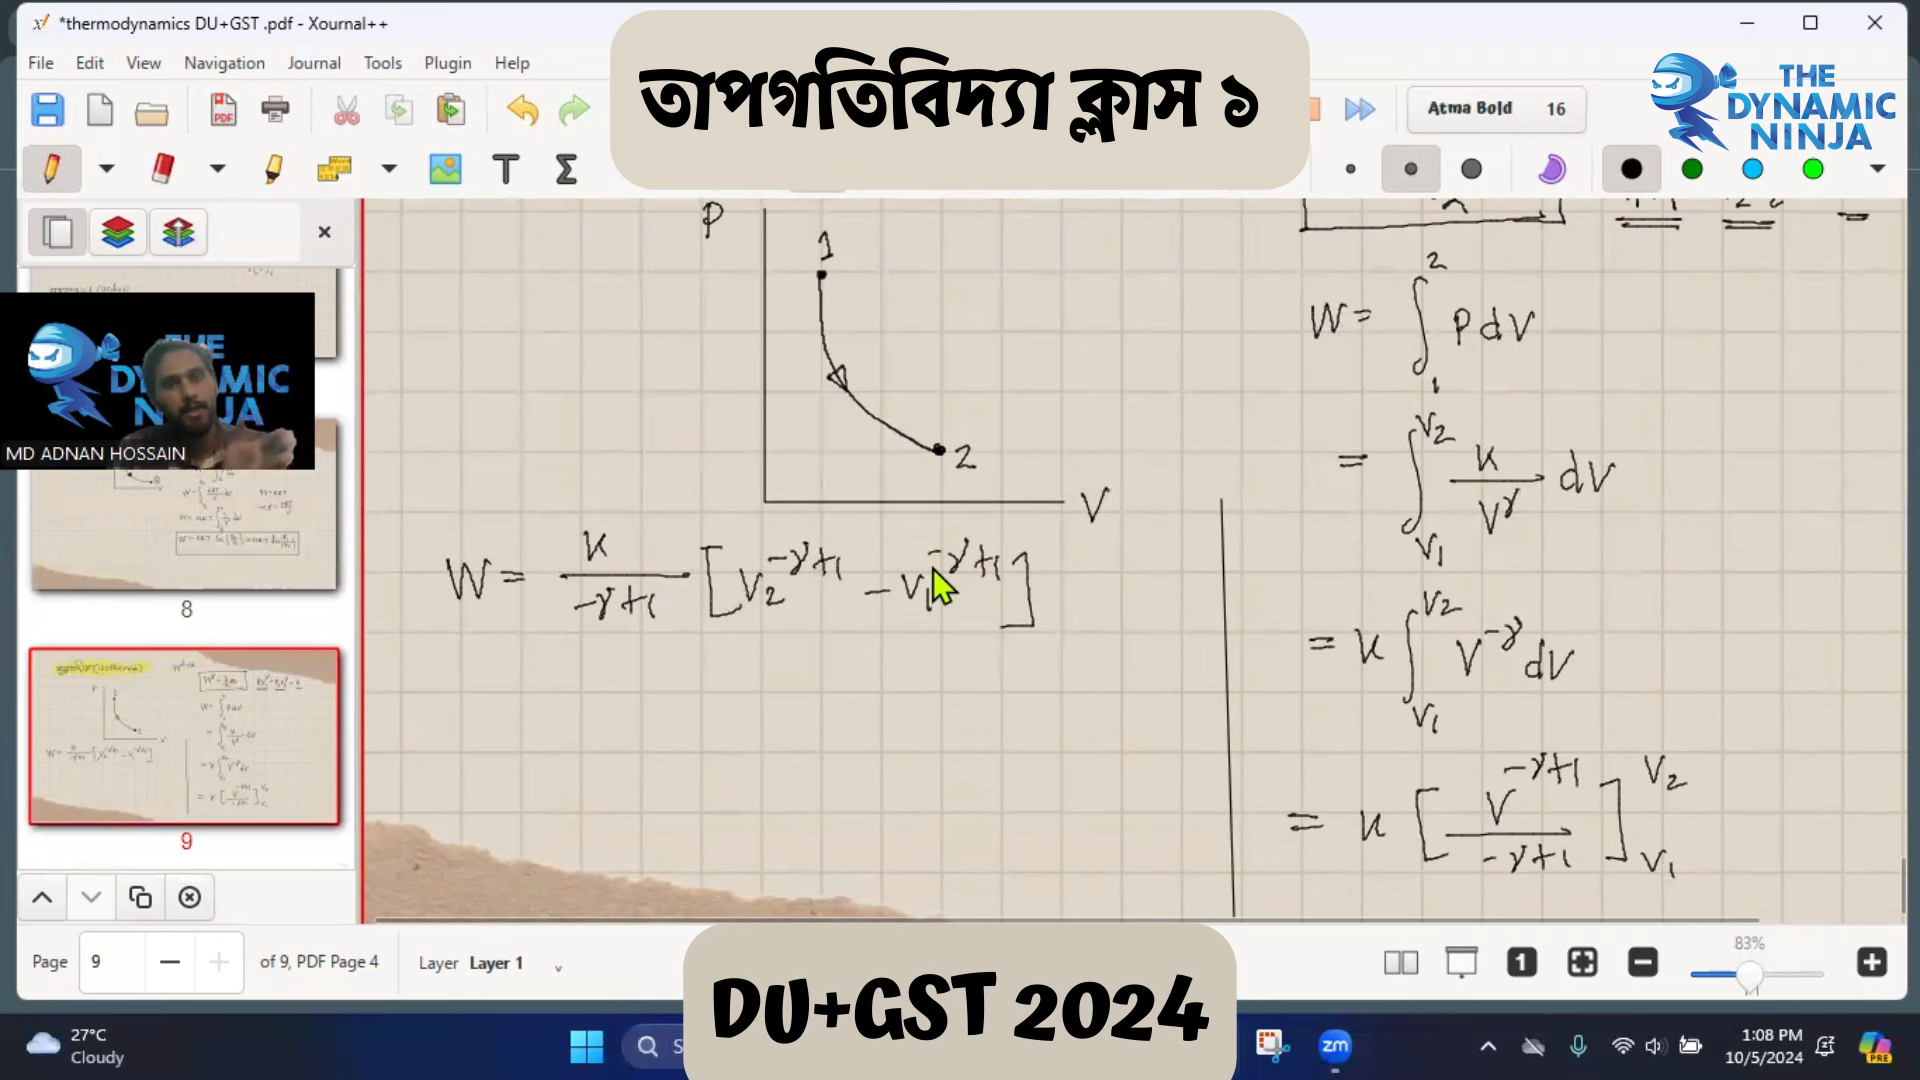 *thermodynamics DU+GST .pdf - Xournal++
তাপগতিবিদ্যা ক্লাস ১
THE
DYNAMIC
NINJA
File Edit View Navigation Journal Tools Plugin Help
Atma Bold 16
P
1
2
V
W = k/(-γ+1) [V₂^(-γ+1) - V₁^(-γ+1)]
W = ∫₁² P dV
= ∫_{V₁}^{V₂} k/V^γ dV
= k ∫_{V₁}^{V₂} V^(-γ) dV
= k [V^(-γ+1)/(-γ+1)]_{V₁}^{V₂}
MD ADNAN HOSSAIN
8
9
Page 9 of 9, PDF Page 4
Layer Layer 1
83%
DU+GST 2024
27°C
Cloudy
zm
1:08 PM
10/5/2024
PRE